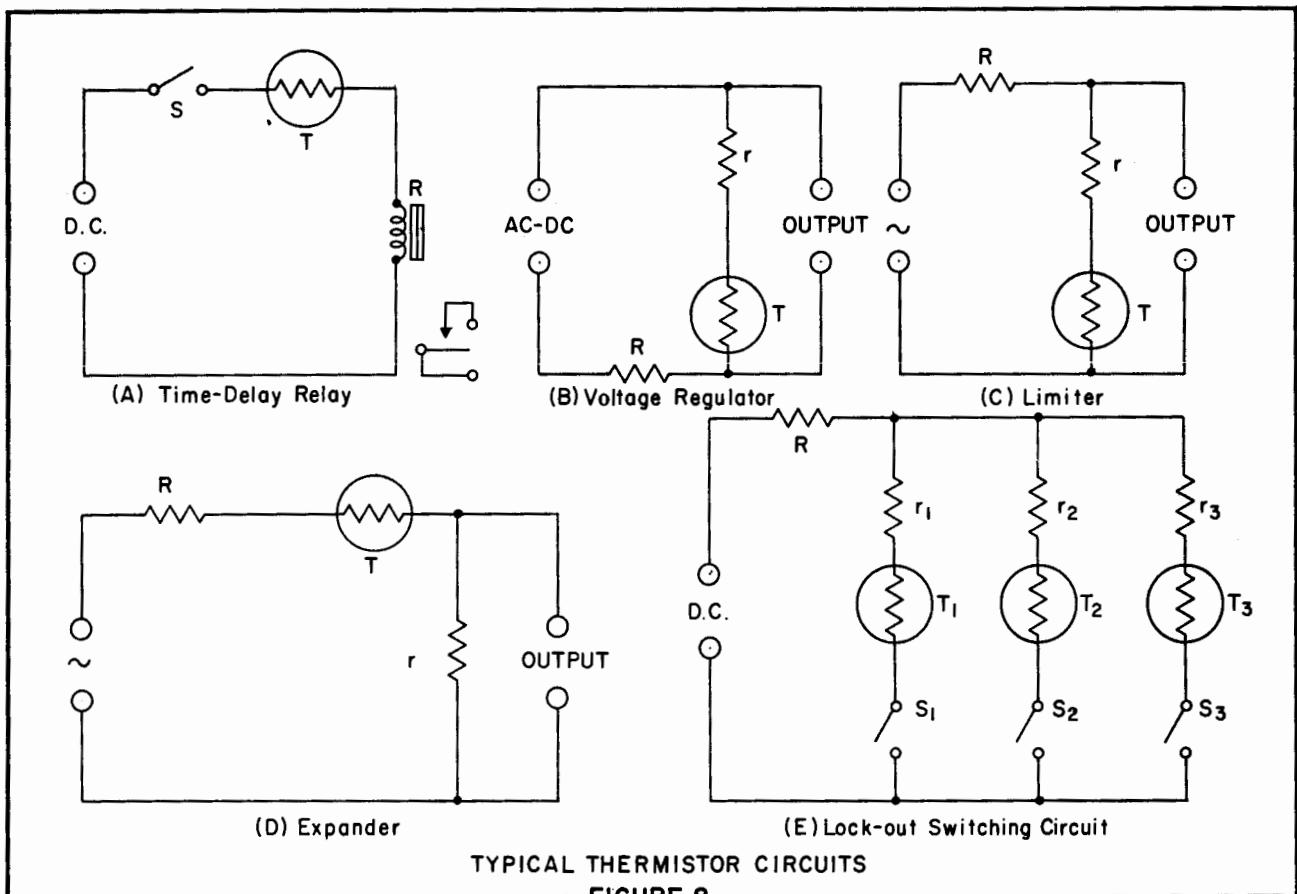 S
T
R
D.C.
(A) Time-Delay Relay
AC-DC
r
T
R
OUTPUT
(B) Voltage Regulator
R
~
r
T
OUTPUT
(C) Limiter
R
T
~
r
OUTPUT
(D) Expander
R
D.C.
r1 r2 r3
T1 T2 T3
S1 S2 S3
(E) Lock-out Switching Circuit
TYPICAL THERMISTOR CIRCUITS